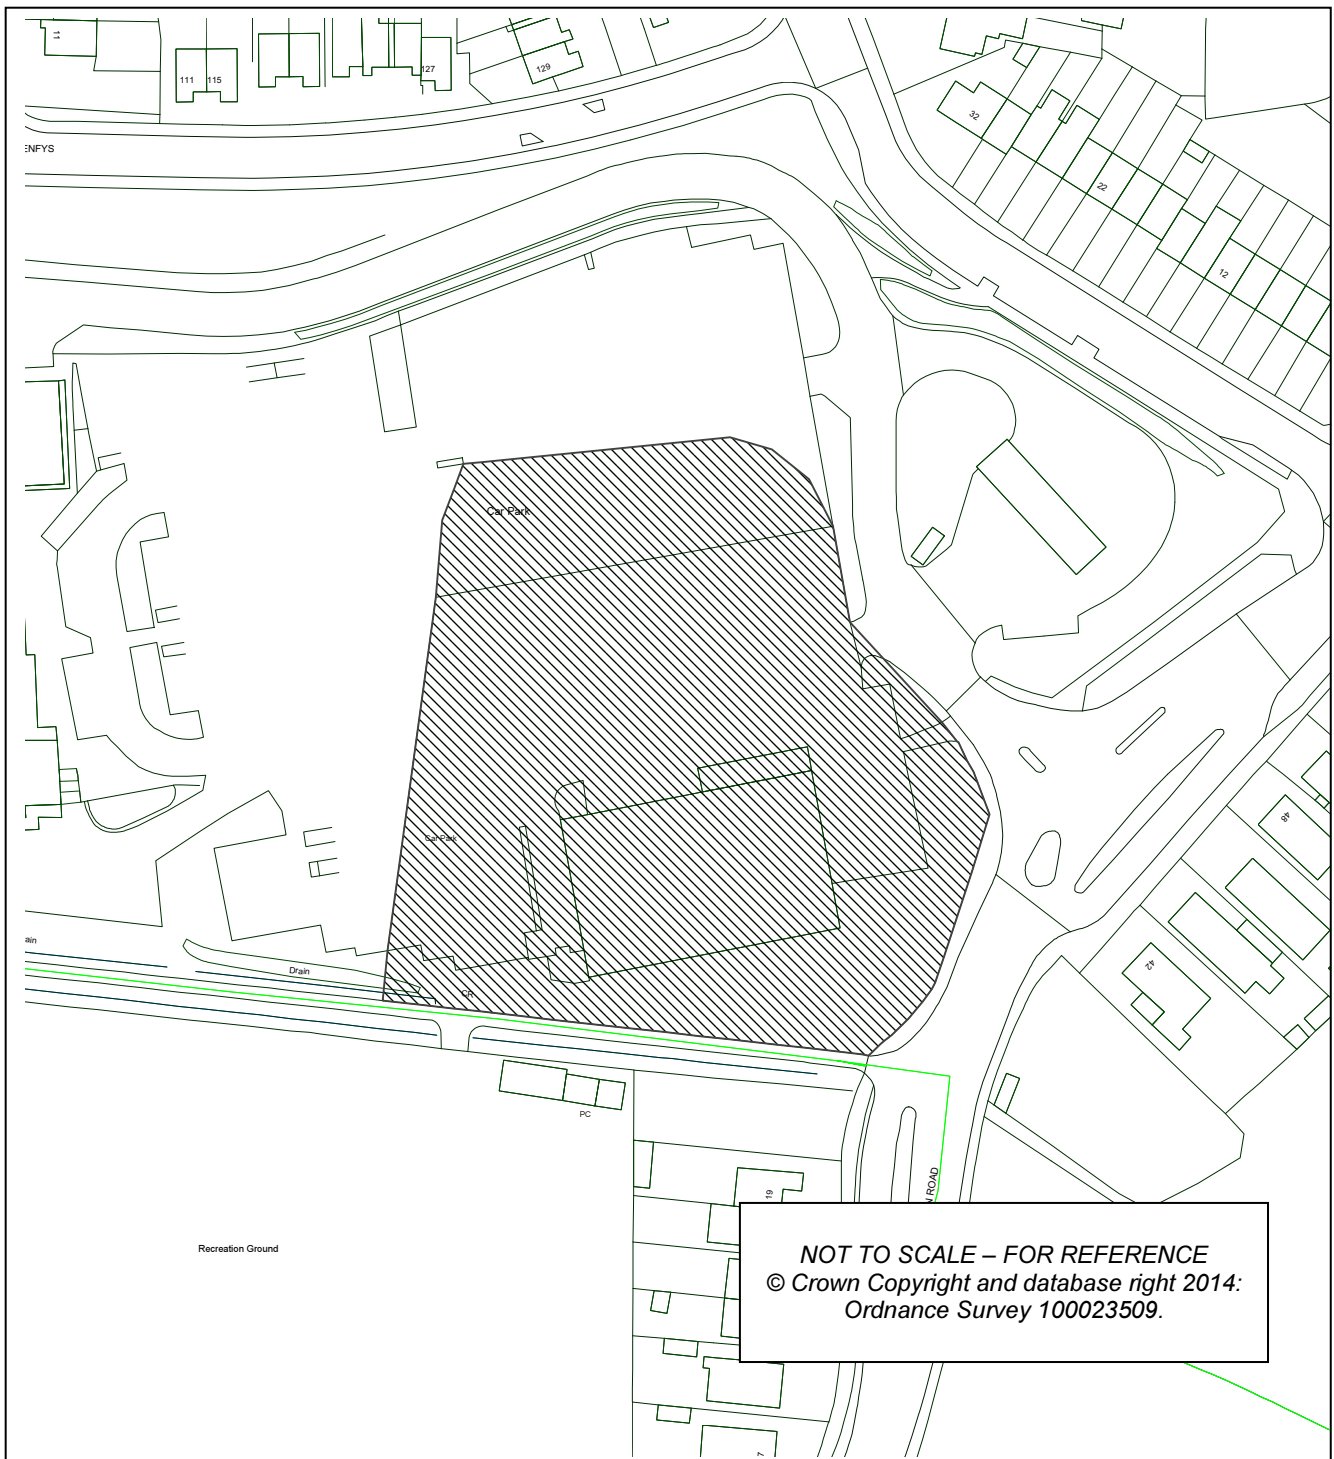 11
111
115
127
129
ENFYS
32
22
12
Car Park
48
Car Park
42
ain
Drain
CR
PC
19
N ROAD
Recreation Ground
NOT TO SCALE – FOR REFERENCE
© Crown Copyright and database right 2014:
Ordnance Survey 100023509.